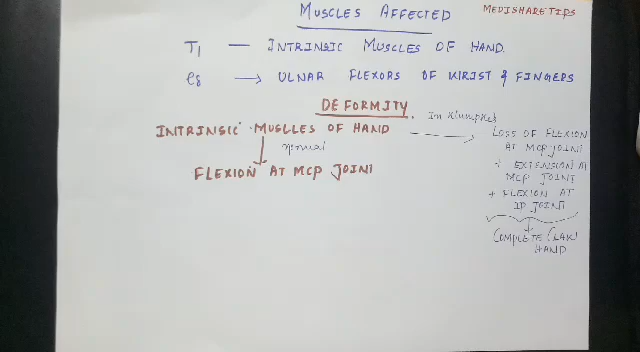 MUSCLES AFFECTED
MEDISHARETIPS
T1 — INTRINSIC MUSCLES OF HAND
C8 → ULNAR FLEXORS OF WRIST & FINGERS
DEFORMITY.
In Klumpkes
INTRINSIC MUSCLES OF HAND
normal
FLEXION AT MCP JOINT
LOSS OF FLEXION
AT MCP JOINT
+ EXTENSION AT
MCP JOINT
+ FLEXION AT
IP JOINT
COMPLETE CLAW
HAND